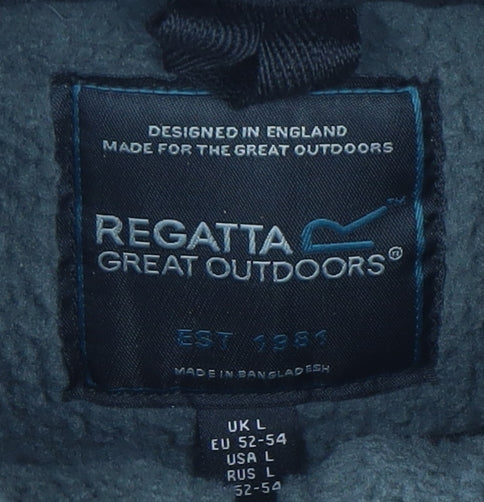 DESIGNED IN ENGLAND
MADE FOR THE GREAT OUTDOORS
REGATTA R™
GREAT OUTDOORS®
EST 1981
MADE IN BANGLADESH
UK L
EU 52-54
USA L
RUS L
52-54